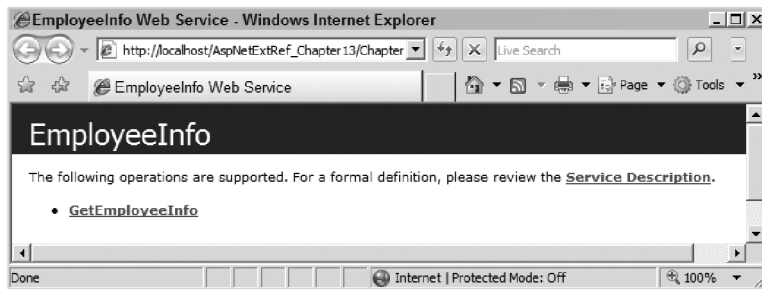 EmployeeInfo Web Service - Windows Internet Explorer
http://localhost/AspNetExtRef_Chapter13/Chapter
Live Search
EmployeeInfo Web Service
Page
Tools
»
EmployeeInfo
The following operations are supported. For a formal definition, please review the Service Description.
• GetEmployeeInfo
Done
Internet | Protected Mode: Off
100%